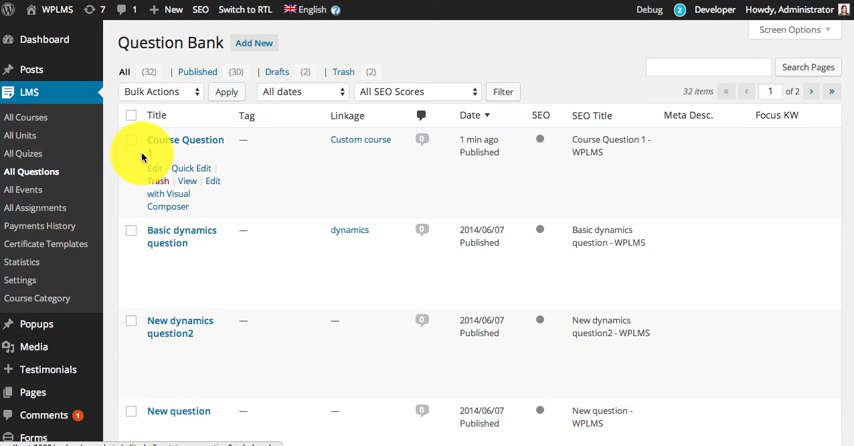 WPLMS 7 1 New SEO Switch to RTL English Debug 2 Developer Howdy, Administrator
Screen Options
Dashboard
Posts
LMS
All Courses
All Units
All Quizes
All Questions
All Events
All Assignments
Payments History
Certificate Templates
Statistics
Settings
Course Category
Popups
Media
Testimonials
Pages
Comments 1
Forms
Question Bank Add New
All (32) | Published (30) | Drafts (2) | Trash (2)
Search Pages
Bulk Actions Apply All dates All SEO Scores Filter 32 items « ‹ 1 of 2 › »
Title Tag Linkage Date SEO SEO Title Meta Desc. Focus KW
Course Question — Custom course 0 1 min ago Course Question 1 -
1 Published WPLMS
Edit | Quick Edit |
Trash | View | Edit
with Visual
Composer
Basic dynamics — dynamics 0 2014/06/07 Basic dynamics
question Published question - WPLMS
New dynamics — — 0 2014/06/07 New dynamics
question2 Published question2 - WPLMS
New question — — 0 2014/06/07 New question -
Published WPLMS